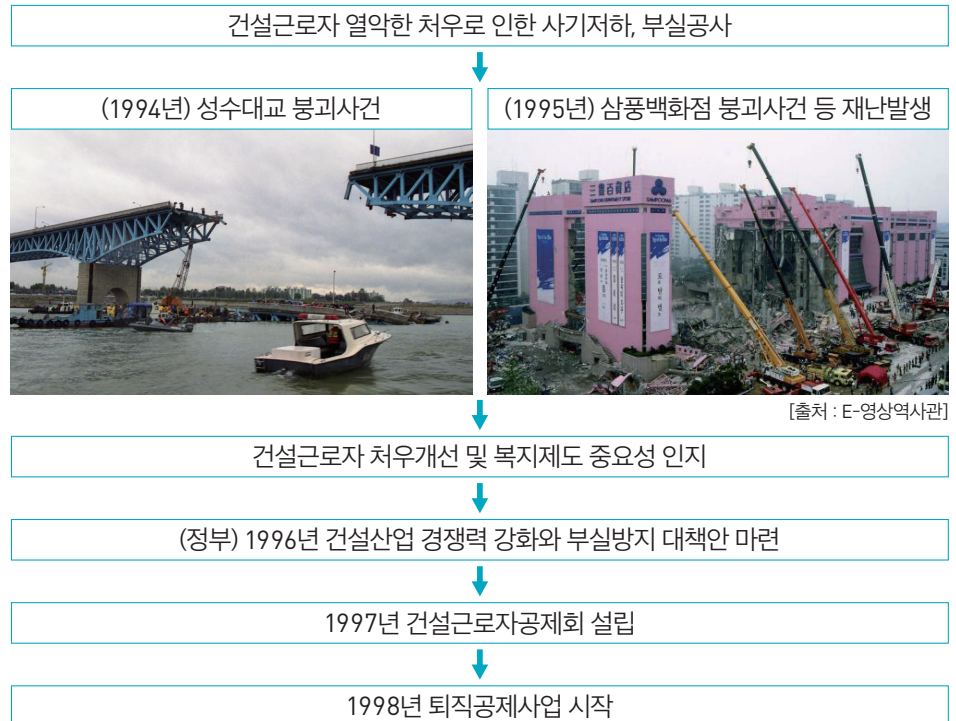 건설근로자 열악한 처우로 인한 사기저하, 부실공사
(1994년) 성수대교 붕괴사건
(1995년) 삼풍백화점 붕괴사건 등 재난발생
三豊百貨店
SAMPOONG DEPARTMENT STORE
SAMPOONG
[출처 : E-영상역사관]
건설근로자 처우개선 및 복지제도 중요성 인지
(정부) 1996년 건설산업 경쟁력 강화와 부실방지 대책안 마련
1997년 건설근로자공제회 설립
1998년 퇴직공제사업 시작